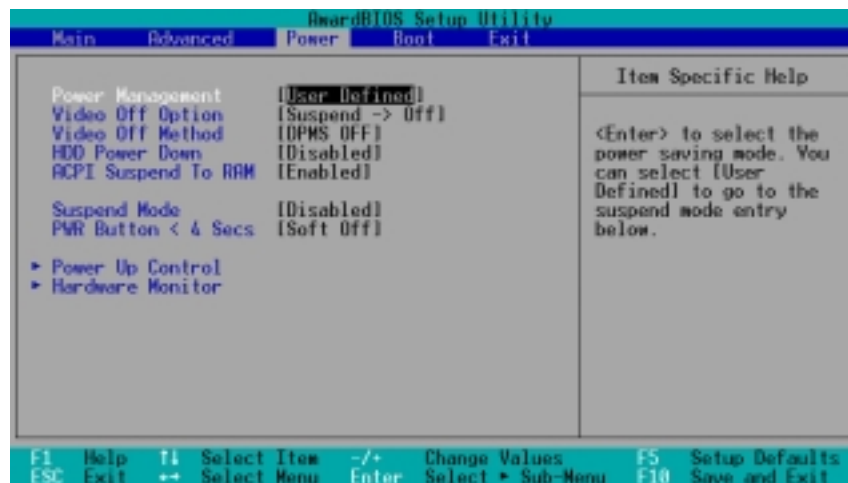 AwardBIOS Setup Utility
Main Advanced Power Boot Exit
Item Specific Help
Power Management [User Defined]
Video Off Option [Suspend -> Off]
Video Off Method [DPMS OFF]
HDD Power Down [Disabled]
ACPI Suspend To RAM [Enabled]
Suspend Mode [Disabled]
PWR Button < 4 Secs [Soft Off]
► Power Up Control
► Hardware Monitor
<Enter> to select the
power saving mode. You
can select [User
Defined] to go to the
suspend mode entry
below.
F1 Help ↑↓ Select Item -/+ Change Values F5 Setup Defaults
ESC Exit ↔ Select Menu Enter Select ► Sub-Menu F10 Save and Exit